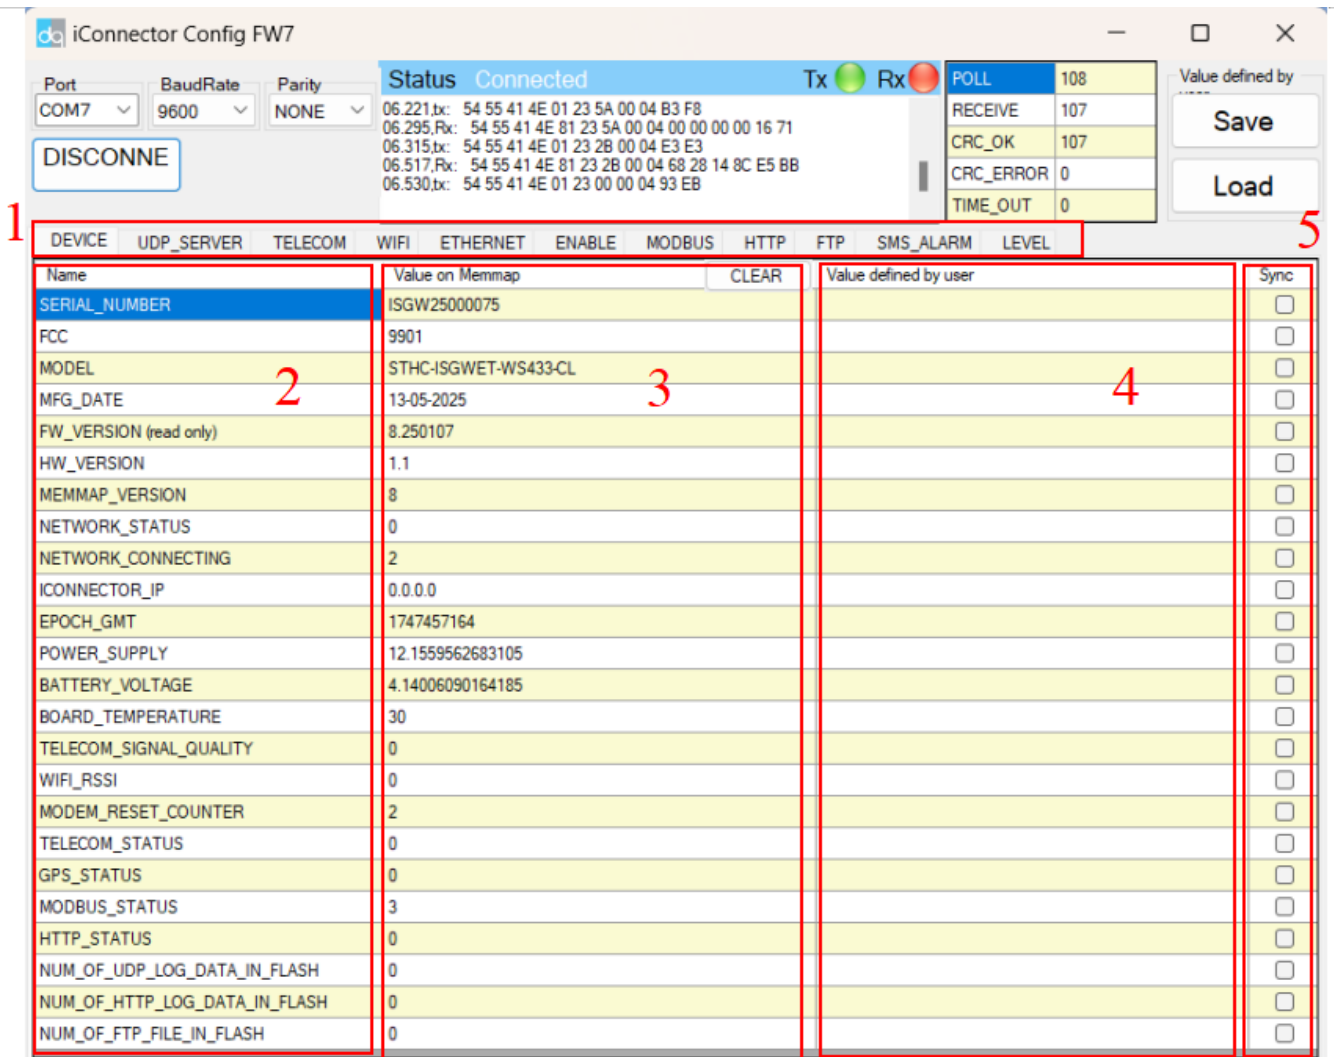 dq iConnector Config FW7
Port BaudRate Parity
COM7 9600 NONE
DISCONNE
Status Connected Tx Rx
06.221,tx: 54 55 41 4E 01 23 5A 00 04 B3 F8
06.295,Rx: 54 55 41 4E 81 23 5A 00 04 00 00 00 00 16 71
06.315,tx: 54 55 41 4E 01 23 2B 00 04 E3 E3
06.517,Rx: 54 55 41 4E 81 23 2B 00 04 68 28 14 8C E5 BB
06.530,tx: 54 55 41 4E 01 23 00 00 04 93 EB
POLL 108
RECEIVE 107
CRC_OK 107
CRC_ERROR 0
TIME_OUT 0
Value defined by
Save
Load
1
5
DEVICE UDP_SERVER TELECOM WIFI ETHERNET ENABLE MODBUS HTTP FTP SMS_ALARM LEVEL
Name Value on Memmap CLEAR Value defined by user Sync
SERIAL_NUMBER ISGW25000075
FCC 9901
MODEL STHC-ISGWET-WS433-CL
2 3 4
MFG_DATE 13-05-2025
FW_VERSION (read only) 8.250107
HW_VERSION 1.1
MEMMAP_VERSION 8
NETWORK_STATUS 0
NETWORK_CONNECTING 2
ICONNECTOR_IP 0.0.0.0
EPOCH_GMT 1747457164
POWER_SUPPLY 12.1559562683105
BATTERY_VOLTAGE 4.14006090164185
BOARD_TEMPERATURE 30
TELECOM_SIGNAL_QUALITY 0
WIFI_RSSI 0
MODEM_RESET_COUNTER 2
TELECOM_STATUS 0
GPS_STATUS 0
MODBUS_STATUS 3
HTTP_STATUS 0
NUM_OF_UDP_LOG_DATA_IN_FLASH 0
NUM_OF_HTTP_LOG_DATA_IN_FLASH 0
NUM_OF_FTP_FILE_IN_FLASH 0